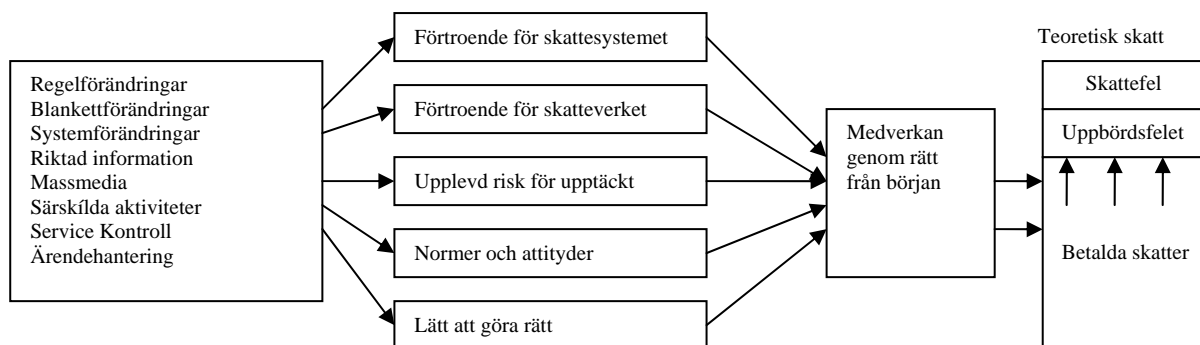 Regelförändringar
Blankettförändringar
Systemförändringar
Riktad information
Massmedia
Särskílda aktiviteter
Service Kontroll
Ärendehantering
Förtroende för skattesystemet
Förtroende för skatteverket
Upplevd risk för upptäckt
Normer och attityder
Lätt att göra rätt
Medverkan
genom rätt
från början
Teoretisk skatt
Skattefel
Uppbördsfelet
Betalda skatter